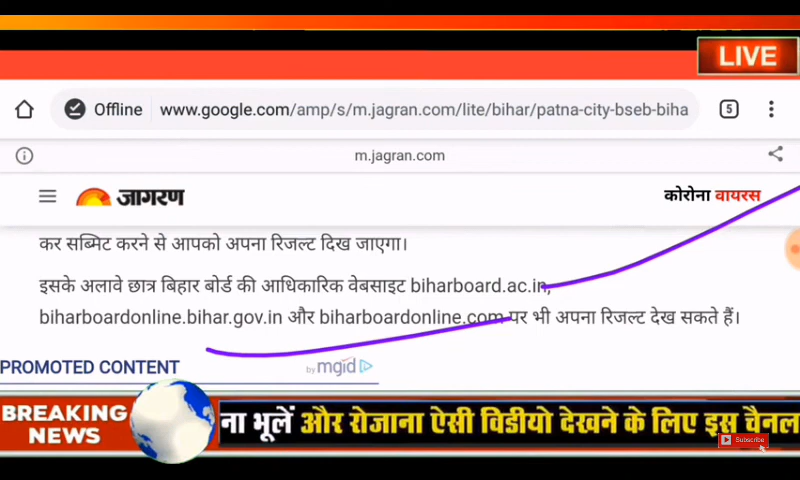 LIVE
Offline
www.google.com/amp/s/m.jagran.com/lite/bihar/patna-city-bseb-biha
5
m.jagran.com
जागरण
कोरोना वायरस
कर सब्मिट करने से आपको अपना रिजल्ट दिख जाएगा।
इसके अलावे छात्र बिहार बोर्ड की आधिकारिक वेबसाइट biharboard.ac.in,
biharboardonline.bihar.gov.in और biharboardonline.com पर भी अपना रिजल्ट देख सकते हैं।
PROMOTED CONTENT
by mgid
BREAKING NEWS
ना भूलें और रोजाना ऐसी विडीयो देखने के लिए इस चैनल
Subscribe